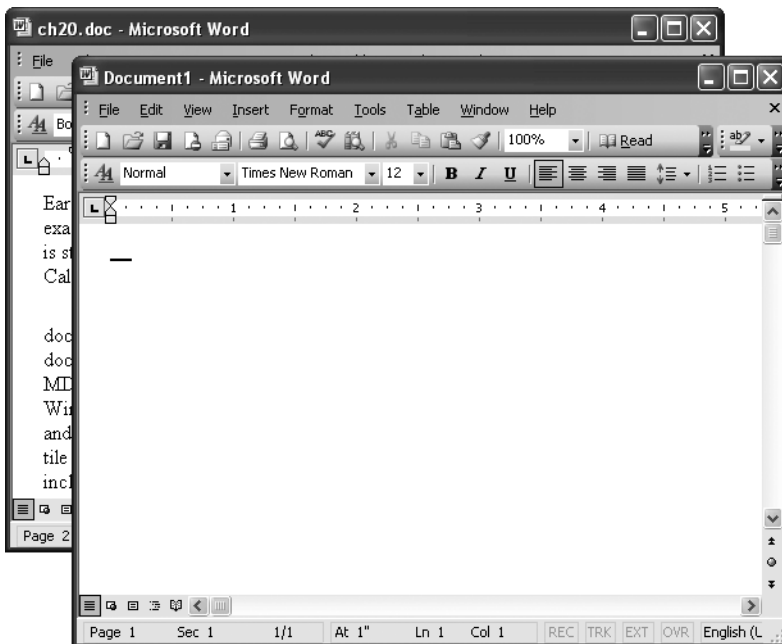 ch20.doc - Microsoft Word
File
Document1 - Microsoft Word
File Edit View Insert Format Tools Table Window Help
100% Read
Normal Times New Roman 12 B I U
1 2 3 4 5
Ear
exa
is st
Cal
doc
doc
MD
Win
and
tile
incl
Page 2
Page 1 Sec 1 1/1 At 1" Ln 1 Col 1 REC TRK EXT OVR English (U